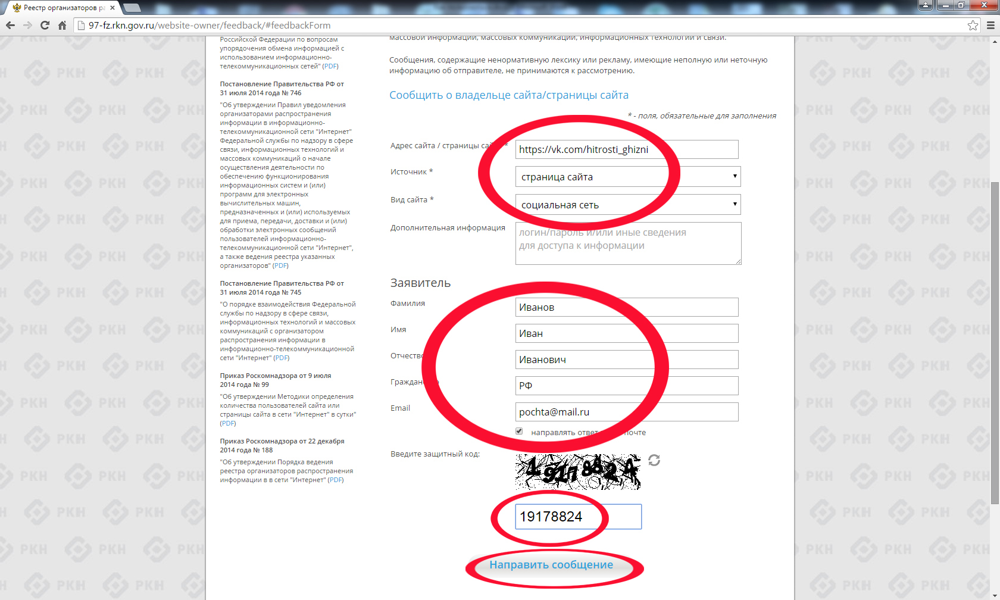 Реестр организаторов ра
97-fz.rkn.gov.ru/website-owner/feedback/#feedbackForm
Российской Федерации по вопросам
упорядочения обмена информацией с
использованием информационно-
телекоммуникационных сетей" (PDF)
Постановление Правительства РФ от
31 июля 2014 года № 746
"Об утверждении Правил уведомления
организаторами распространения
информации в информационно-
телекоммуникационной сети "Интернет"
Федеральной службы по надзору в сфере
связи, информационных технологий и
массовых коммуникаций о начале
осуществления деятельности по
обеспечению функционирования
информационных систем и (или)
программ для электронных
вычислительных машин,
предназначенных и (или) используемых
для приема, передачи, доставки и (или)
обработки электронных сообщений
пользователей информационно-
телекоммуникационной сети "Интернет",
а также ведения реестра указанных
организаторов" (PDF)
Постановление Правительства РФ от
31 июля 2014 года № 745
"О порядке взаимодействия Федеральной
службы по надзору в сфере связи,
информационных технологий и массовых
коммуникаций с организатором
распространения информации в
информационно-телекоммуникационной
сети "Интернет" (PDF)
Приказ Роскомнадзора от 9 июля
2014 года № 99
"Об утверждении Методики определения
количества пользователей сайта или
страницы сайта в сети "Интернет" в сутки"
(PDF)
Приказ Роскомнадзора от 22 декабря
2014 года № 188
"Об утверждении Порядка ведения
реестра организаторов распространения
информации в в сети "Интернет" (PDF)
массовой информации, массовых коммуникаций, информационных технологий и связи.
Сообщения, содержащие ненормативную лексику или рекламу, имеющие неполную или неточную
информацию об отправителе, не принимаются к рассмотрению.
Сообщить о владельце сайта/страницы сайта
* - поля, обязательные для заполнения
Адрес сайта / страницы са *
https://vk.com/hitrosti_ghizni
Источник *
страница сайта
Вид сайта *
социальная сеть
Дополнительная информация
логин/пароль и/или иные сведения
для доступа к информации
Заявитель
Фамилия
Иванов
Имя
Иван
Отчество
Иванович
Граждан
РФ
Email
pochta@mail.ru
направлять ответ почте
Введите защитный код:
19178824
19178824
Направить сообщение
РКН